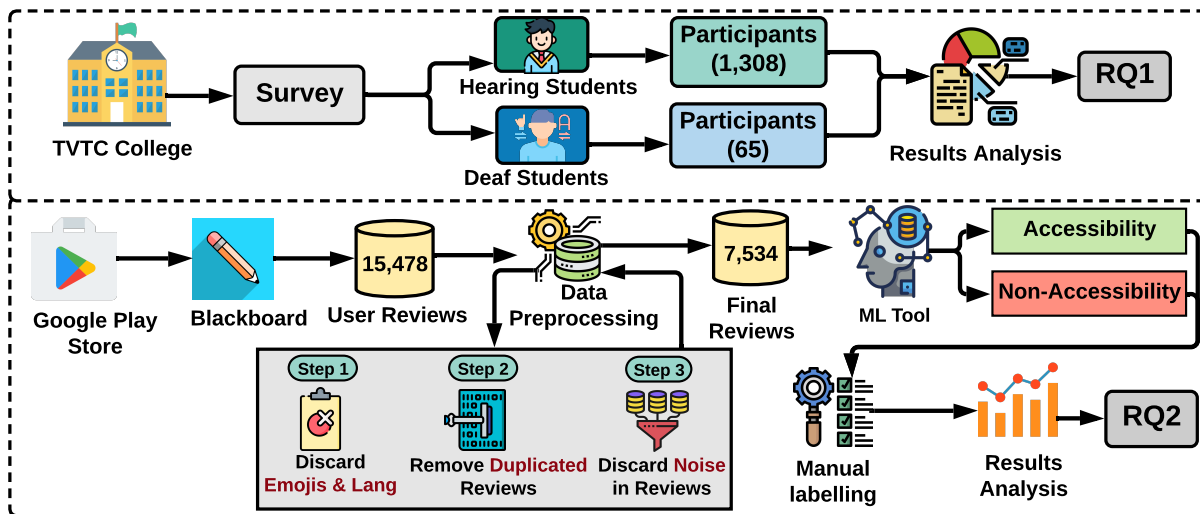 TVTC College
Survey
Hearing Students
Deaf Students
Participants
(1,308)
Participants
(65)
Results Analysis
RQ1
Google Play
Store
Blackboard
15,478
User Reviews
Data
Preprocessing
7,534
Final
Reviews
ML Tool
Accessibility
Non-Accessibility
Step 1
Discard
Emojis & Lang
Step 2
Remove Duplicated
Reviews
Step 3
Discard Noise
in Reviews
Manual
labelling
Results
Analysis
RQ2